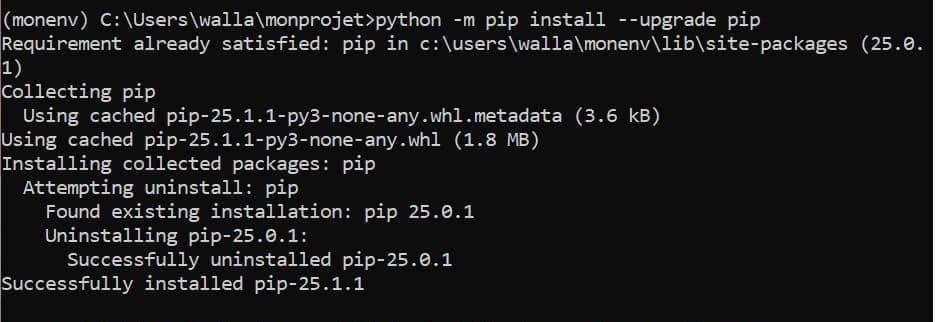 (monenv) C:\Users\walla\monprojet>python -m pip install --upgrade pip
Requirement already satisfied: pip in c:\users\walla\monenv\lib\site-packages (25.0.
1)
Collecting pip
  Using cached pip-25.1.1-py3-none-any.whl.metadata (3.6 kB)
Using cached pip-25.1.1-py3-none-any.whl (1.8 MB)
Installing collected packages: pip
  Attempting uninstall: pip
    Found existing installation: pip 25.0.1
    Uninstalling pip-25.0.1:
      Successfully uninstalled pip-25.0.1
Successfully installed pip-25.1.1